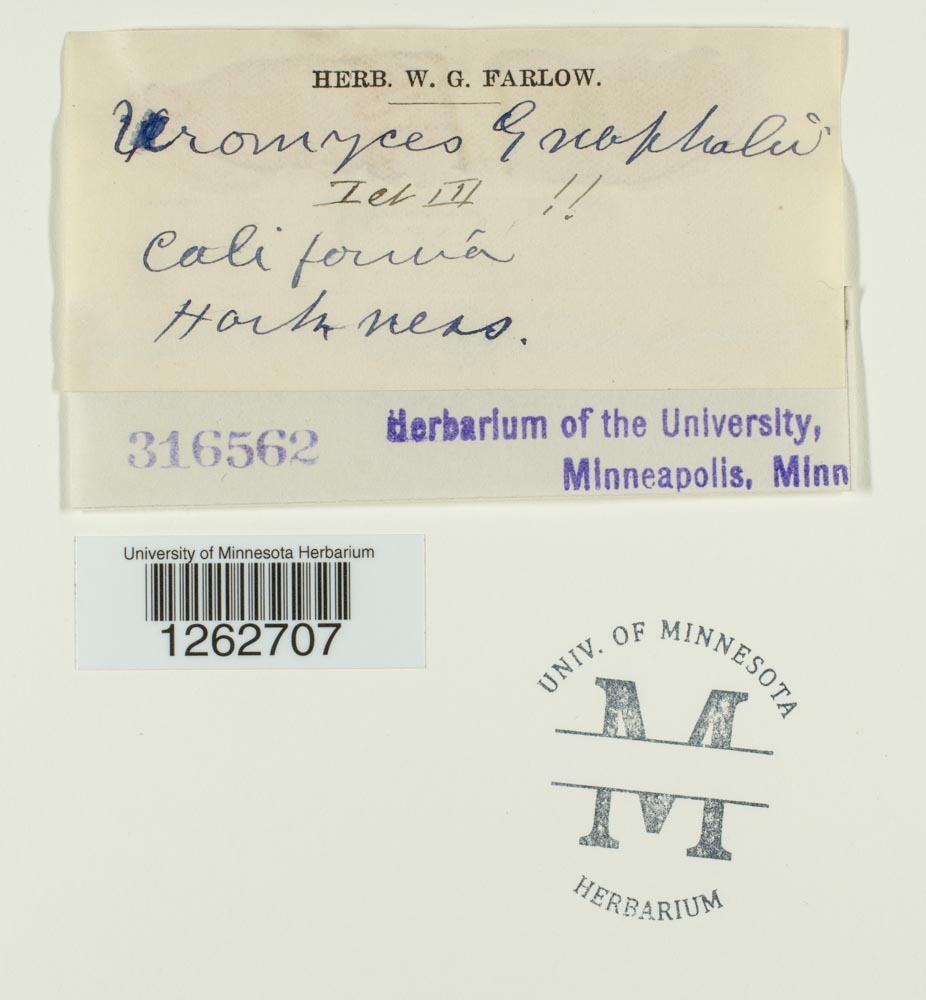 HERB. W. G. FARLOW.
Uromyces Gnaphalii
I et III !!
California
Harkness.
316562
Herbarium of the University,
Minneapolis, Minn
University of Minnesota Herbarium
1262707
UNIV. OF MINNESOTA
M
HERBARIUM